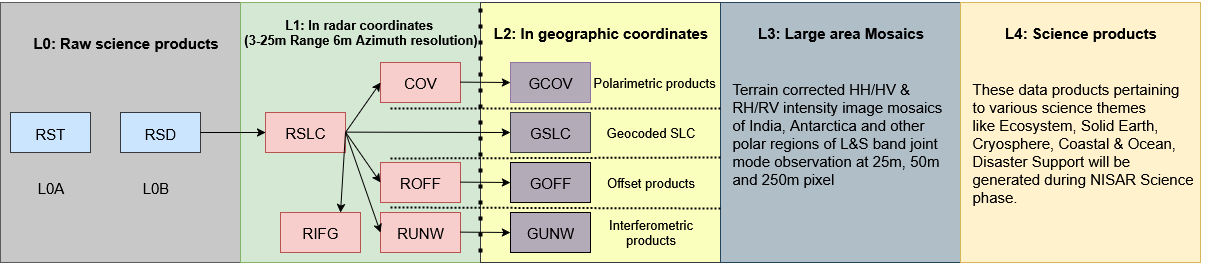 L0: Raw science products
RST
RSD
L0A
L0B
L1: In radar coordinates
(3-25m Range 6m Azimuth resolution)
COV
RSLC
ROFF
RIFG
RUNW
L2: In geographic coordinates
GCOV
Polarimetric products
GSLC
Geocoded SLC
GOFF
Offset products
GUNW
Interferometric
products
L3: Large area Mosaics
Terrain corrected HH/HV &
RH/RV intensity image mosaics
of India, Antarctica and other
polar regions of L&S band joint
mode observation at 25m, 50m
and 250m pixel
L4: Science products
These data products pertaining
to various science themes
like Ecosystem, Solid Earth,
Cryosphere, Coastal & Ocean,
Disaster Support will be
generated during NISAR Science
phase.